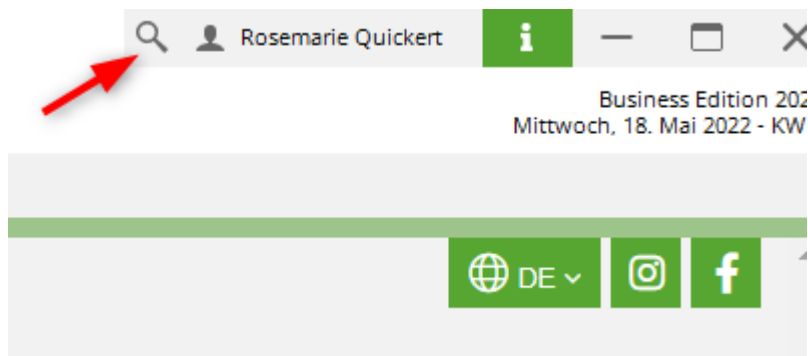 Rosemarie Quickert
Business Edition 202
Mittwoch, 18. Mai 2022 - KW
DE